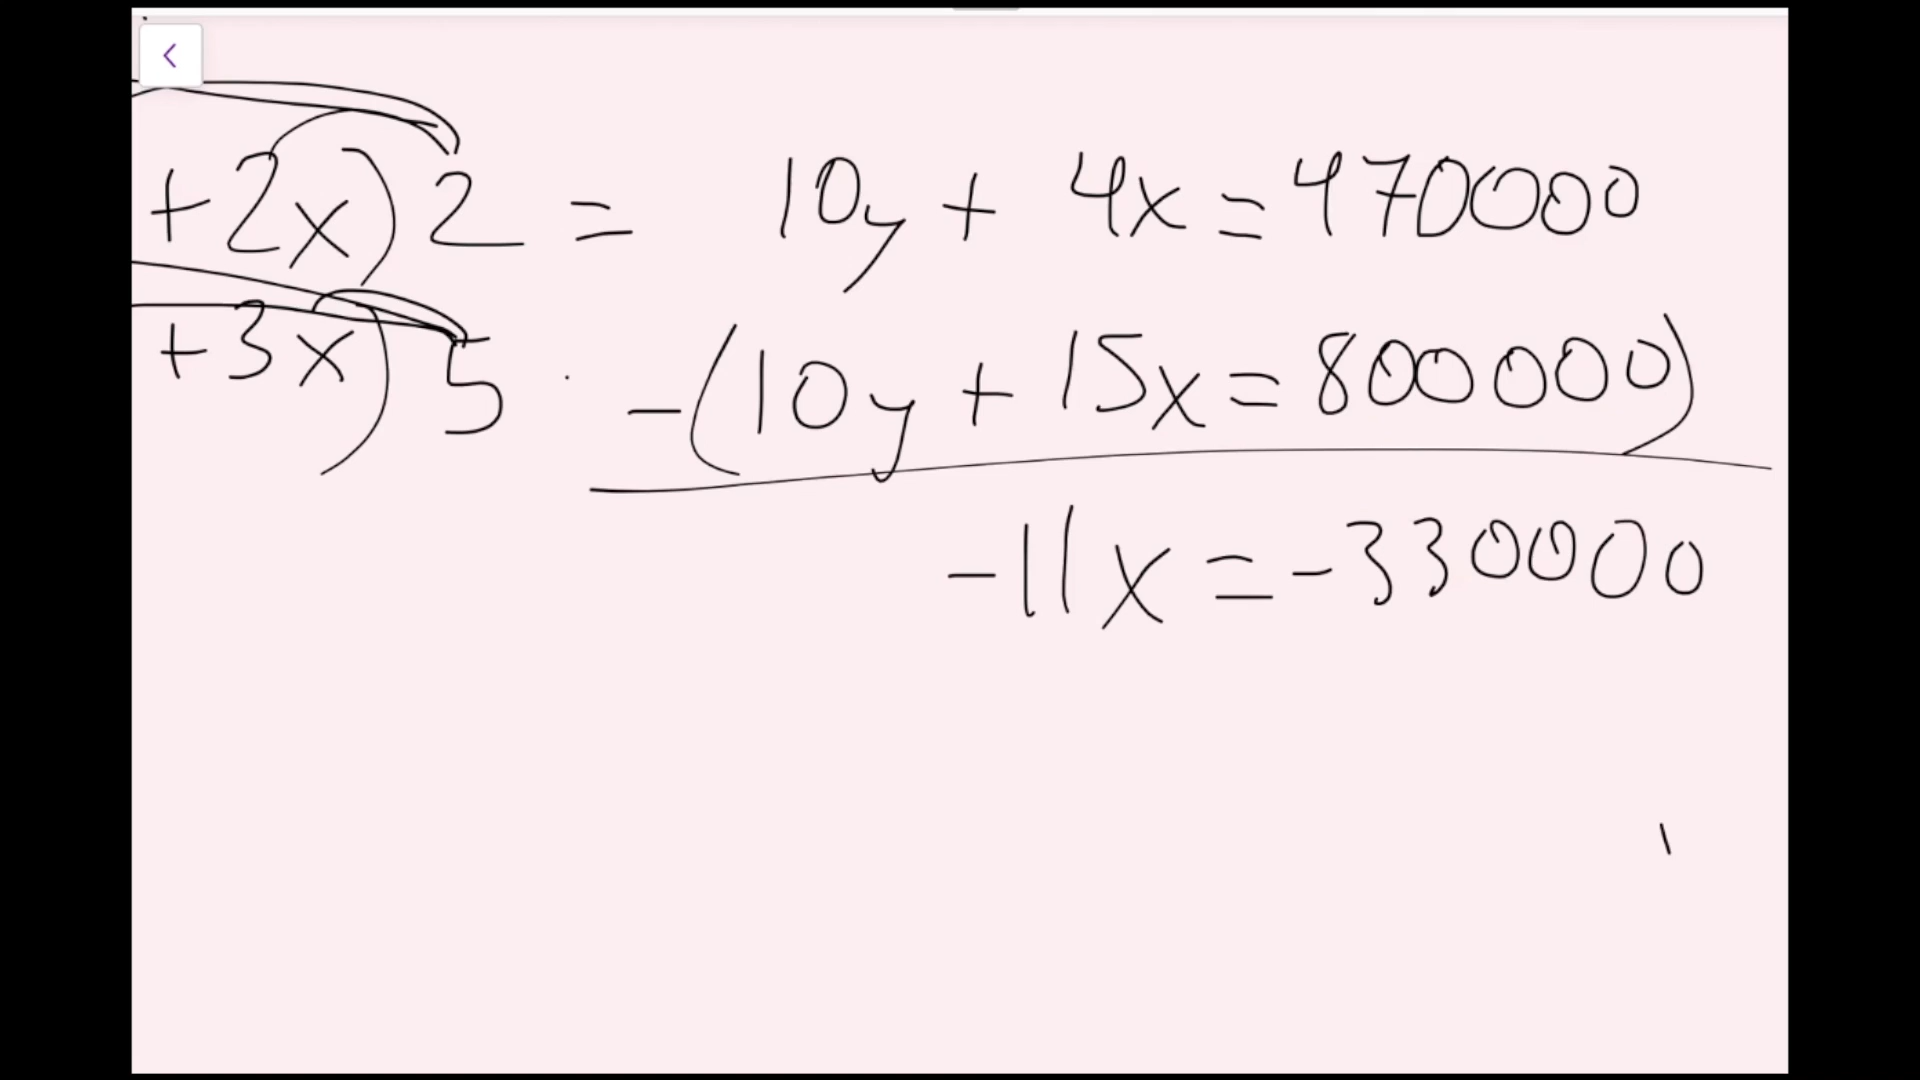 +2x)2 = 10y + 4x = 470000
+3x)5 . -(10y + 15x = 800000)
-11x = -330000